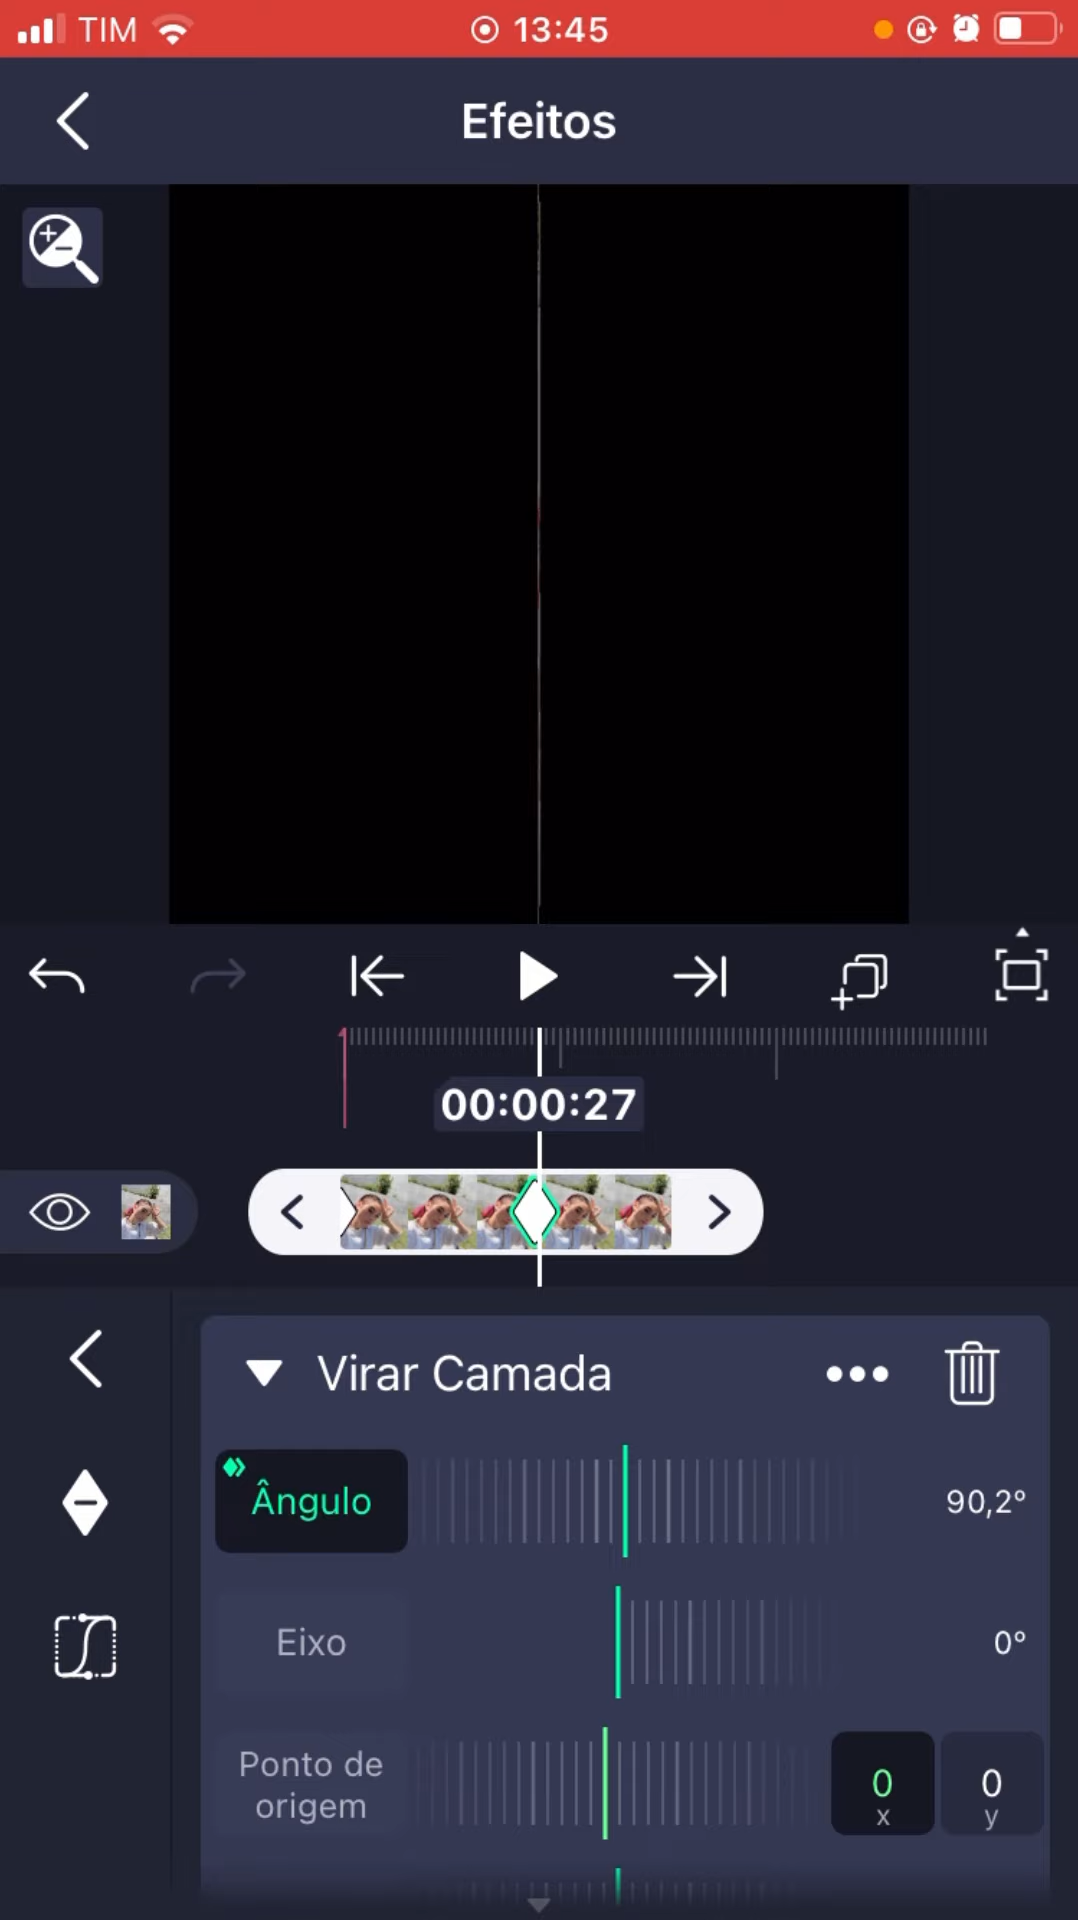 TIM 13:45
Efeitos
00:00:27
Virar Camada
Ângulo 90,2°
Eixo 0°
Ponto de
origem
0 0
x y